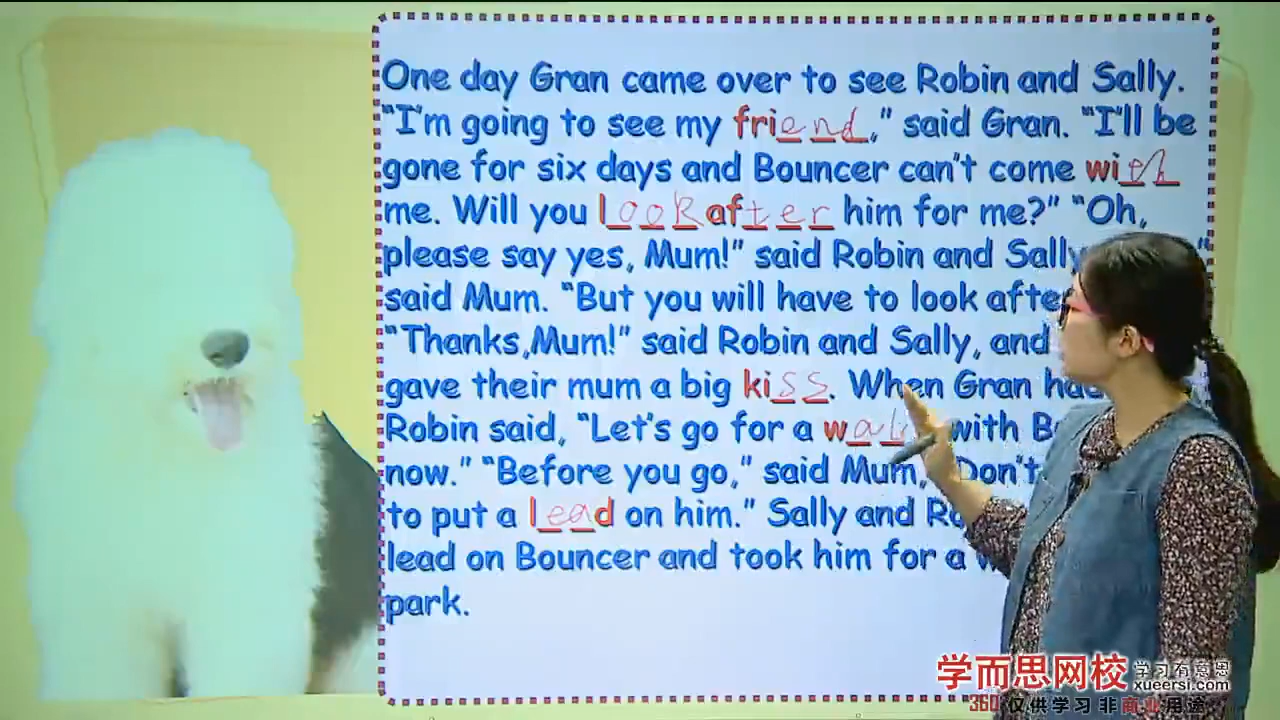 One day Gran came over to see Robin and Sally.
"I'm going to see my friend," said Gran. "I'll be
gone for six days and Bouncer can't come with
me. Will you look after him for me?" "Oh,
please say yes, Mum!" said Robin and Sally
said Mum. "But you will have to look after
"Thanks,Mum!" said Robin and Sally, and
gave their mum a big kiss. When Gran had
Robin said, "Let's go for a walk with
now." "Before you go," said Mum, "Don't
to put a lead on him." Sally and
lead on Bouncer and took him for a
park.
学而思网校 学习有意思
xueersi.com
360 仅供学习 非商业用途